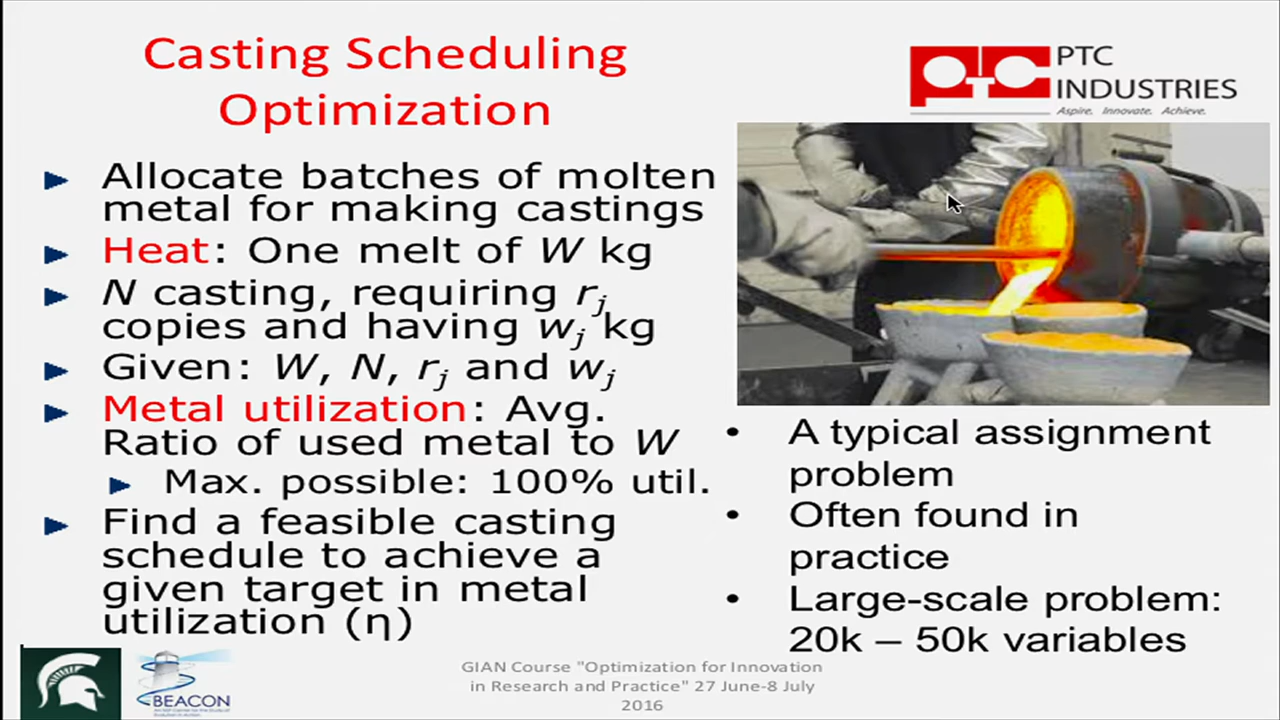 Casting Scheduling
Optimization
PTC
INDUSTRIES
Aspire. Innovate. Achieve.
Allocate batches of molten
metal for making castings
Heat: One melt of W kg
N casting, requiring rj
copies and having wj kg
Given: W, N, rj and wj
Metal utilization: Avg.
Ratio of used metal to W
Max. possible: 100% util.
Find a feasible casting
schedule to achieve a
given target in metal
utilization (η)
• A typical assignment
problem
• Often found in
practice
• Large-scale problem:
20k – 50k variables
BEACON
GIAN Course "Optimization for Innovation
in Research and Practice" 27 June-8 July
2016